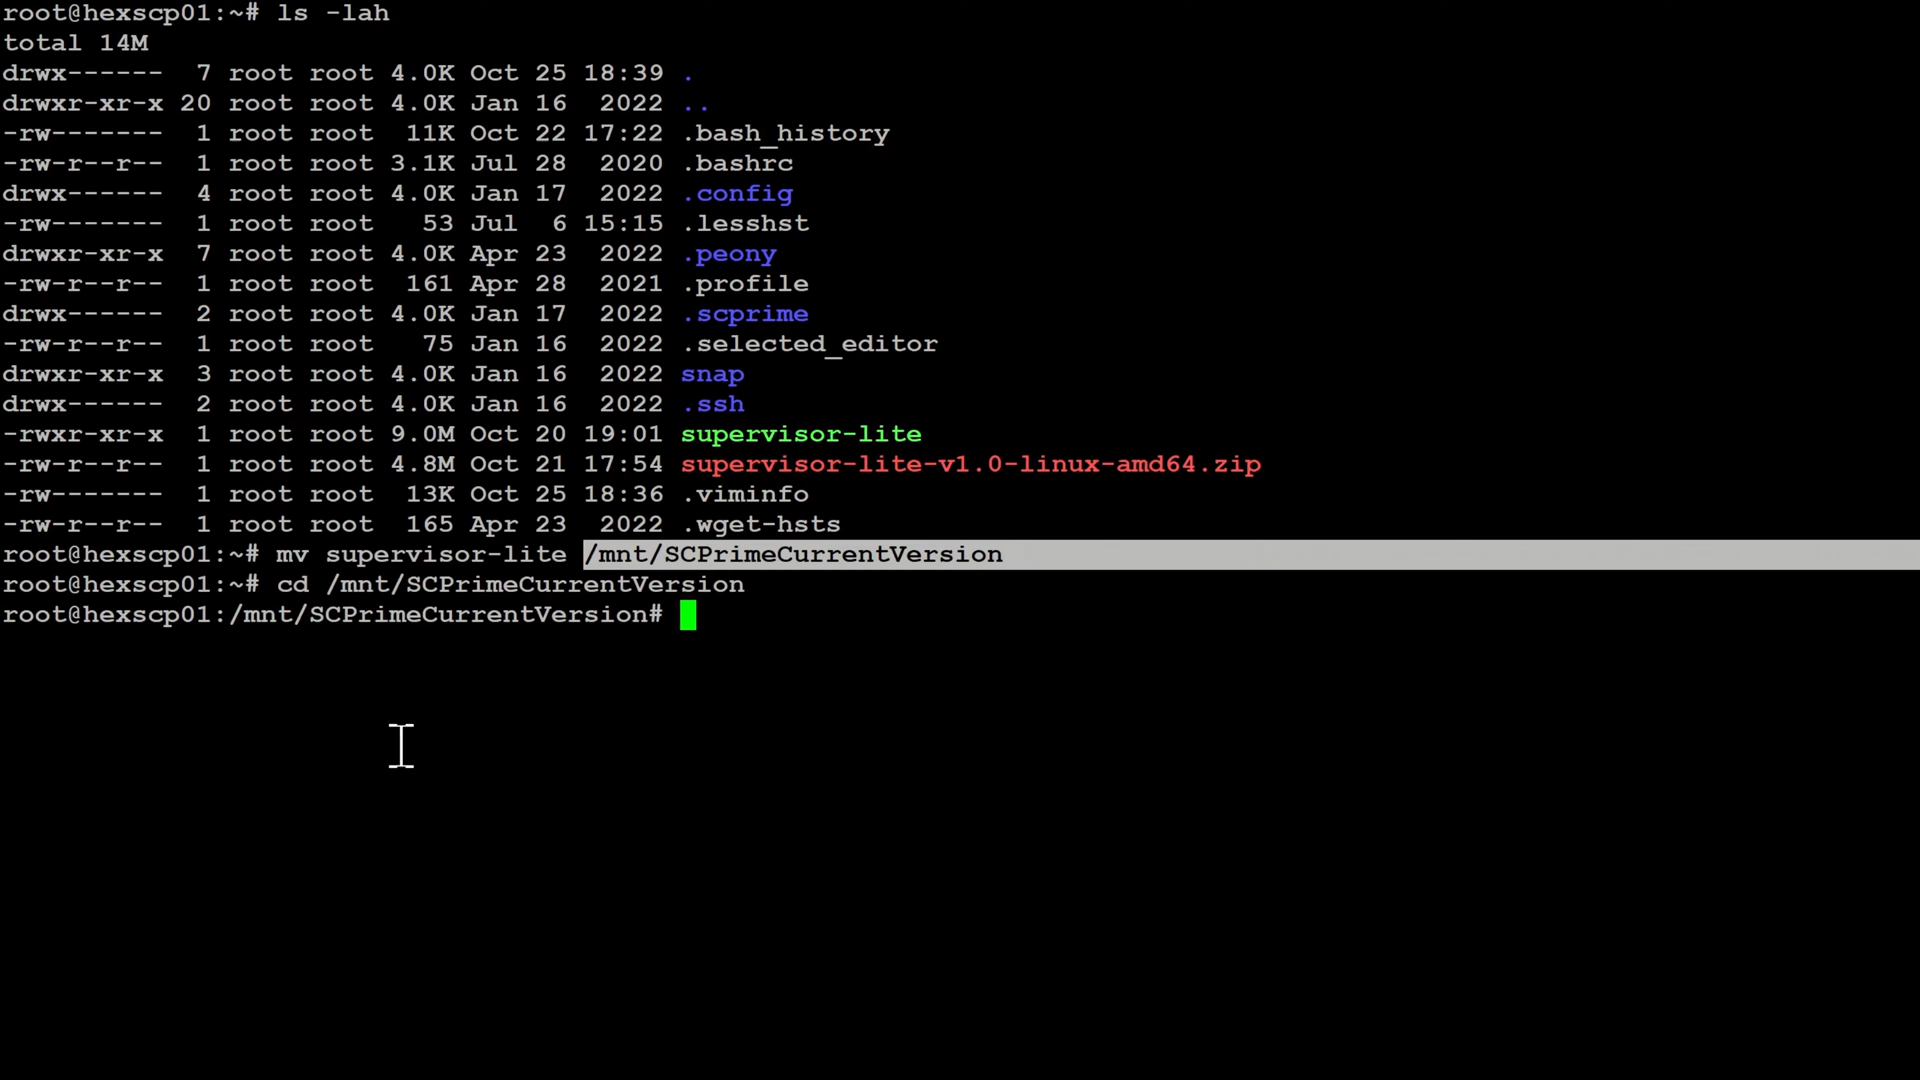 root@hexscp01:~# ls -lah
total 14M
drwx------  7 root root 4.0K Oct 25 18:39 .
drwxr-xr-x 20 root root 4.0K Jan 16  2022 ..
-rw-------  1 root root  11K Oct 22 17:22 .bash_history
-rw-r--r--  1 root root 3.1K Jul 28  2020 .bashrc
drwx------  4 root root 4.0K Jan 17  2022 .config
-rw-------  1 root root   53 Jul  6 15:15 .lesshst
drwxr-xr-x  7 root root 4.0K Apr 23  2022 .peony
-rw-r--r--  1 root root  161 Apr 28  2021 .profile
drwx------  2 root root 4.0K Jan 17  2022 .scprime
-rw-r--r--  1 root root   75 Jan 16  2022 .selected_editor
drwxr-xr-x  3 root root 4.0K Jan 16  2022 snap
drwx------  2 root root 4.0K Jan 16  2022 .ssh
-rwxr-xr-x  1 root root 9.0M Oct 20 19:01 supervisor-lite
-rw-r--r--  1 root root 4.8M Oct 21 17:54 supervisor-lite-v1.0-linux-amd64.zip
-rw-------  1 root root  13K Oct 25 18:36 .viminfo
-rw-r--r--  1 root root  165 Apr 23  2022 .wget-hsts
root@hexscp01:~# mv supervisor-lite /mnt/SCPrimeCurrentVersion
root@hexscp01:~# cd /mnt/SCPrimeCurrentVersion
root@hexscp01:/mnt/SCPrimeCurrentVersion#